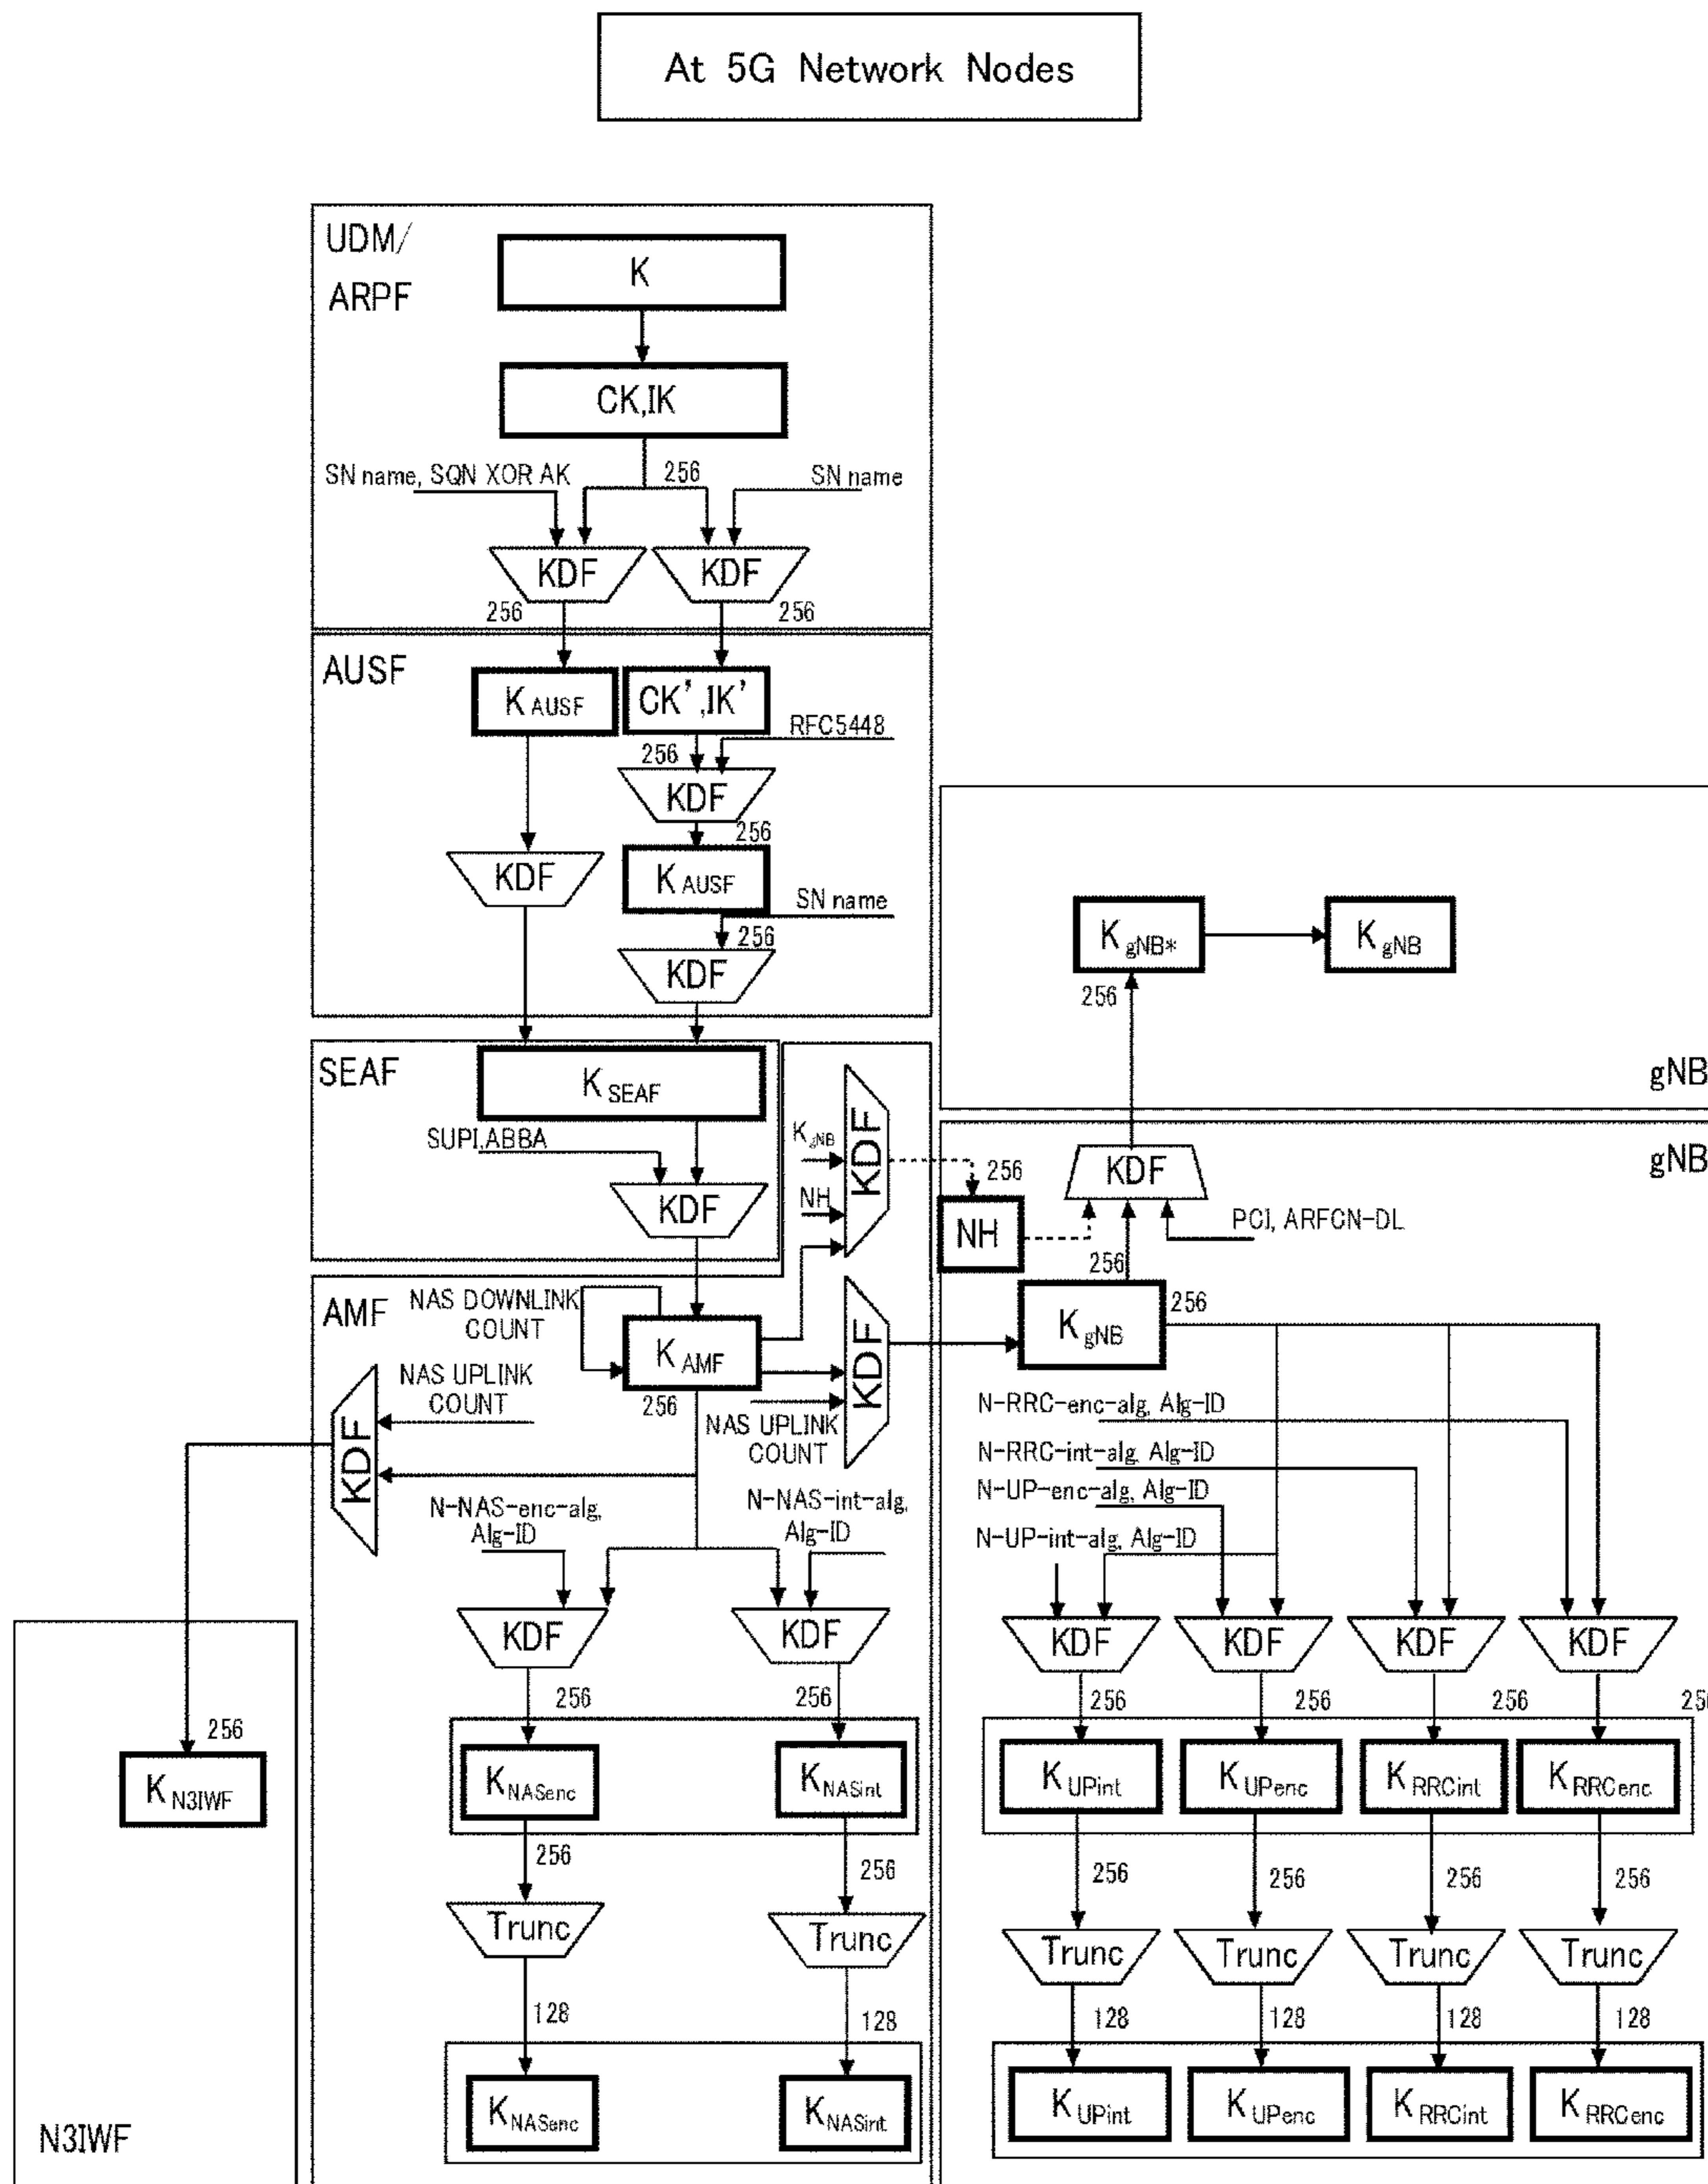 At 5G Network Nodes
UDM/
ARPF
K
CK,IK
SN name, SQN XOR AK
256
SN name
KDF
KDF
256
256
AUSF
K AUSF
CK',IK'
RFC5448
256
KDF
256
KDF
K AUSF
SN name
256
KDF
K gNB*
K gNB
256
gNB
SEAF
K SEAF
SUPI,ABBA
KDF
K gNB
NH
KDF
256
NH
KDF
gNB
PCI, ARFCN-DL
256
AMF
NAS DOWNLINK
COUNT
K AMF
256
KDF
K gNB
256
NAS UPLINK
COUNT
NAS UPLINK
COUNT
KDF
N-RRC-enc-alg, Alg-ID
N-RRC-int-alg, Alg-ID
N-UP-enc-alg, Alg-ID
N-UP-int-alg, Alg-ID
N-NAS-enc-alg,
Alg-ID
N-NAS-int-alg,
Alg-ID
KDF
KDF
KDF
KDF
KDF
KDF
256
256
256
256
256
256
K N3IWF
K NASenc
K NASint
K UPint
K UPenc
K RRCint
K RRCenc
256
256
256
256
256
256
256
Trunc
Trunc
Trunc
Trunc
Trunc
Trunc
128
128
128
128
128
128
K NASenc
K NASint
K UPint
K UPenc
K RRCint
K RRCenc
N3IWF